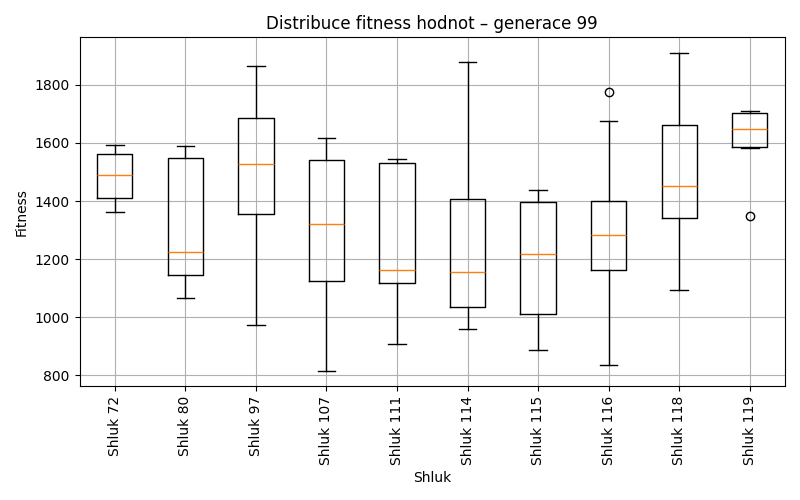 Distribuce fitness hodnot – generace 99
Fitness
1800
1600
1400
1200
1000
800
Shluk 72
Shluk 80
Shluk 97
Shluk 107
Shluk 111
Shluk 114
Shluk 115
Shluk 116
Shluk 118
Shluk 119
Shluk